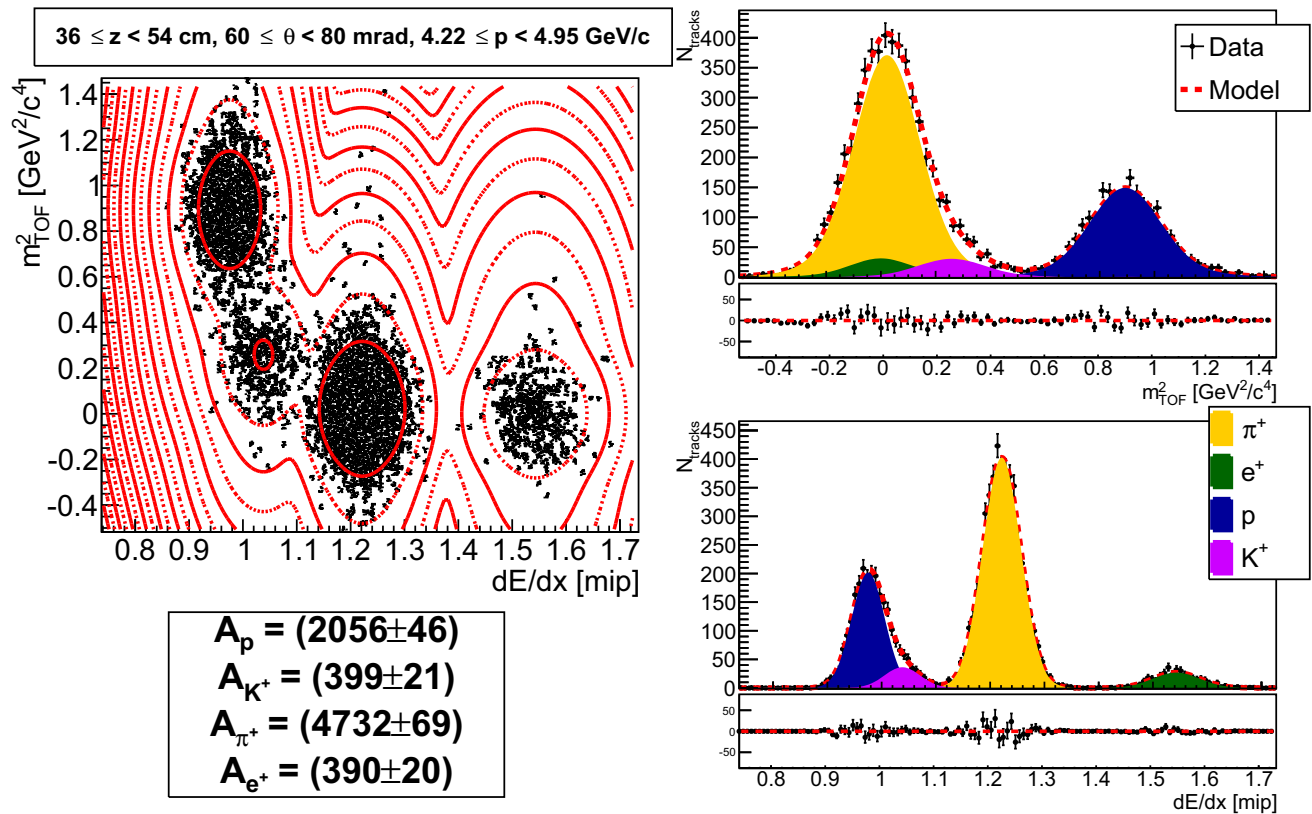 36 ≤ z < 54 cm, 60 ≤ θ < 80 mrad, 4.22 ≤ p < 4.95 GeV/c
m²TOF [GeV²/c⁴]
1.4
1.2
1
0.8
0.6
0.4
0.2
0
-0.2
-0.4
0.8 0.9 1 1.1 1.2 1.3 1.4 1.5 1.6 1.7
dE/dx [mip]
Aₚ = (2056±46)
A_K⁺ = (399±21)
A_π⁺ = (4732±69)
A_e⁺ = (390±20)
N_tracks
400
350
300
250
200
150
100
50
0
Data
Model
50
0
-50
-0.4 -0.2 0 0.2 0.4 0.6 0.8 1 1.2 1.4
m²TOF [GeV²/c⁴]
N_tracks
450
400
350
300
250
200
150
100
50
0
π⁺
e⁺
p
K⁺
50
0
-50
0.8 0.9 1 1.1 1.2 1.3 1.4 1.5 1.6 1.7
dE/dx [mip]